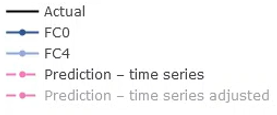 Actual
FC0
FC4
Prediction – time series
Prediction – time series adjusted